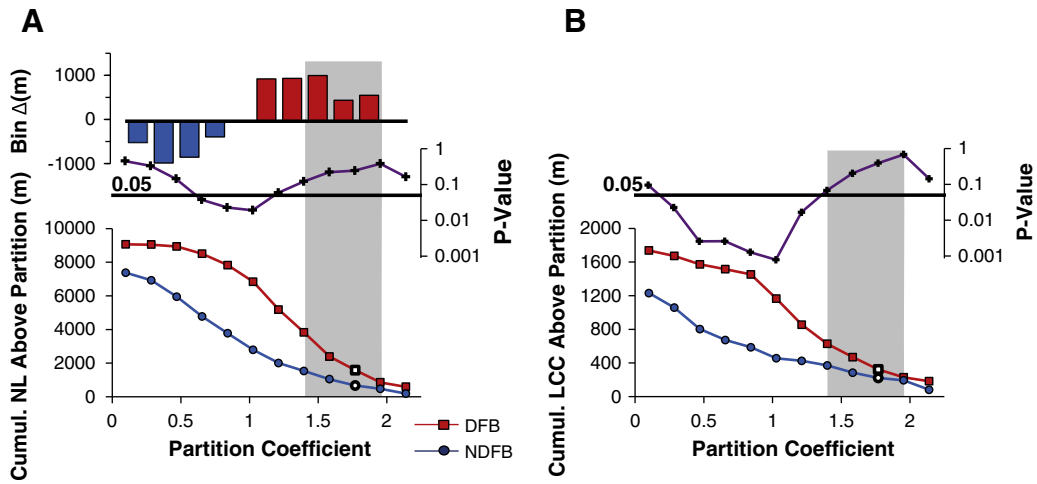 A
B
Bin Δ(m)
1000
0
-1000
0.05
1
0.1
0.01
0.001
P-Value
Cumul. NL Above Partition (m)
10000
8000
6000
4000
2000
0
0 0.5 1 1.5 2
Partition Coefficient
DFB
NDFB
0.05
1
0.1
0.01
0.001
P-Value
Cumul. LCC Above Partition (m)
2000
1600
1200
800
400
0
0 0.5 1 1.5 2
Partition Coefficient